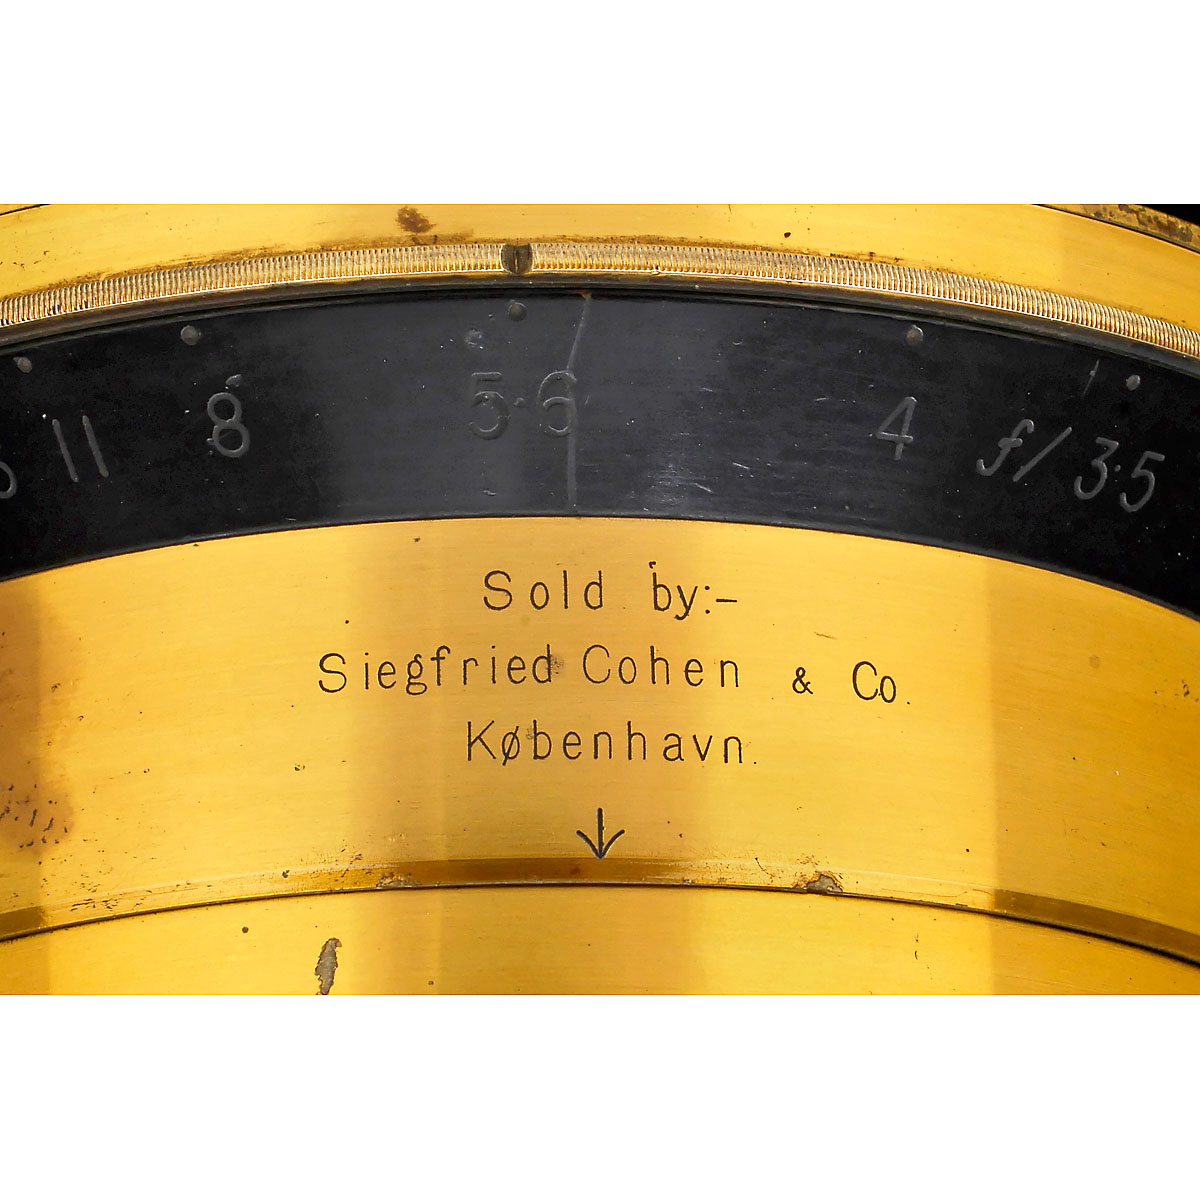 11 8 5·6 4 f/3·5
Sold by:–
Siegfried Cohen & Co.
København.